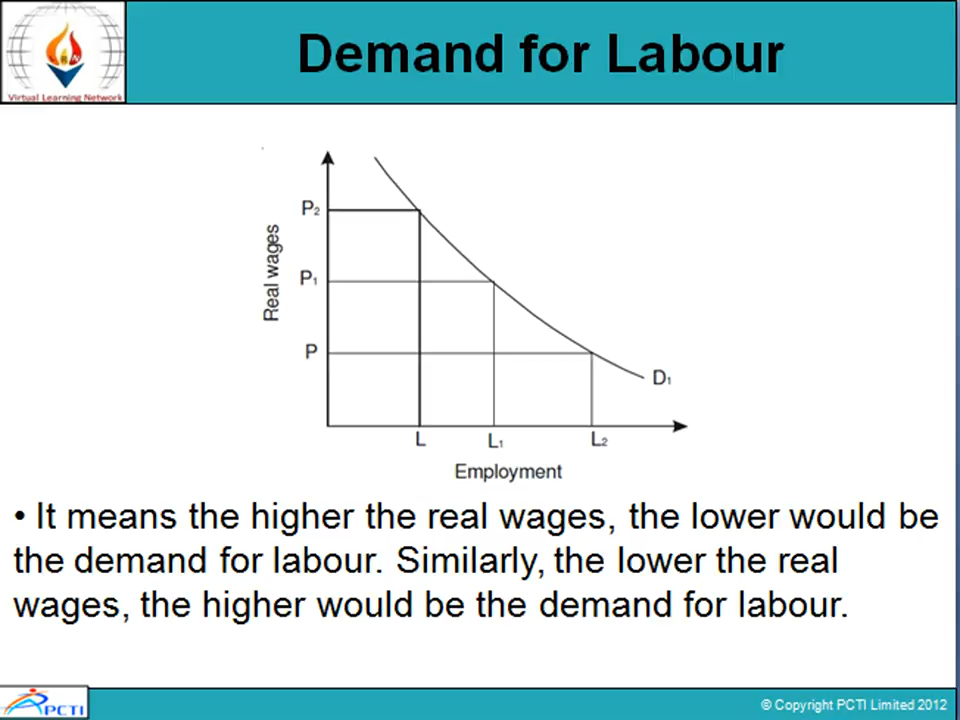 Demand for Labour
Virtual Learning Network
P2
P1
P
Real wages
D1
L
L1
L2
Employment
• It means the higher the real wages, the lower would be
the demand for labour. Similarly, the lower the real
wages, the higher would be the demand for labour.
PCTI
© Copyright PCTI Limited 2012